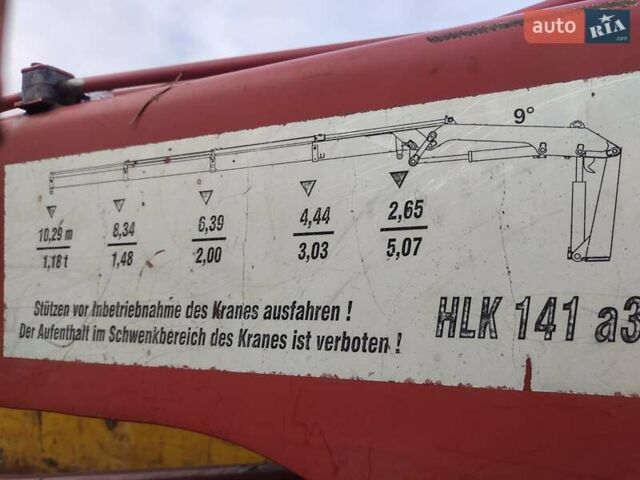 auto RIA .com
9°
10,29 m 8,34 6,39 4,44 2,65
1,18 t 1,48 2,00 3,03 5,07
Stützen vor Inbetriebnahme des Kranes ausfahren !
Der Aufenthalt im Schwenkbereich des Kranes ist verboten !
HLK 141 a3